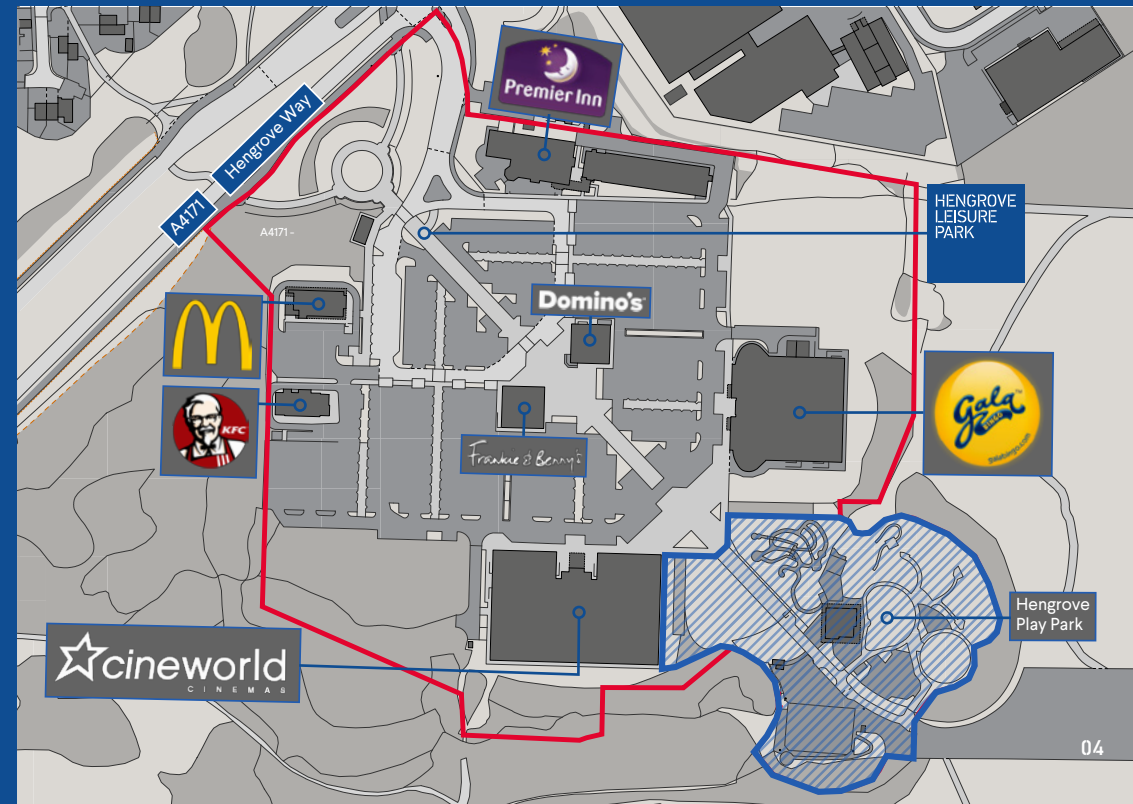 Premier Inn
Hengrove Way
A4171
A4171-
HENGROVE
LEISURE
PARK
Domino's
KFC
Gala
BINGO
Frankie & Benny's
Hengrove
Play Park
cineworld
CINEMAS
04